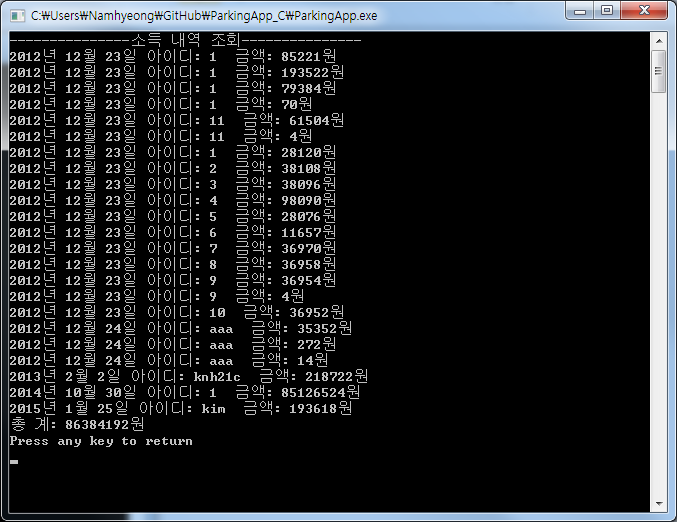 C:\Users\Namhyeong\GitHub\ParkingApp_C\ParkingApp.exe
---------------소득 내역 조회---------------
2012년 12월 23일 아이디: 1  금액: 85221원
2012년 12월 23일 아이디: 1  금액: 193522원
2012년 12월 23일 아이디: 1  금액: 79384원
2012년 12월 23일 아이디: 1  금액: 70원
2012년 12월 23일 아이디: 11  금액: 61504원
2012년 12월 23일 아이디: 11  금액: 4원
2012년 12월 23일 아이디: 1  금액: 28120원
2012년 12월 23일 아이디: 2  금액: 38108원
2012년 12월 23일 아이디: 3  금액: 38096원
2012년 12월 23일 아이디: 4  금액: 98090원
2012년 12월 23일 아이디: 5  금액: 28076원
2012년 12월 23일 아이디: 6  금액: 11657원
2012년 12월 23일 아이디: 7  금액: 36970원
2012년 12월 23일 아이디: 8  금액: 36958원
2012년 12월 23일 아이디: 9  금액: 36954원
2012년 12월 23일 아이디: 9  금액: 4원
2012년 12월 23일 아이디: 10  금액: 36952원
2012년 12월 24일 아이디: aaa  금액: 35352원
2012년 12월 24일 아이디: aaa  금액: 272원
2012년 12월 24일 아이디: aaa  금액: 14원
2013년 2월 2일 아이디: knh21c  금액: 218722원
2014년 10월 30일 아이디: 1  금액: 85126524원
2015년 1월 25일 아이디: kim  금액: 193618원
총 계: 86384192원
Press any key to return